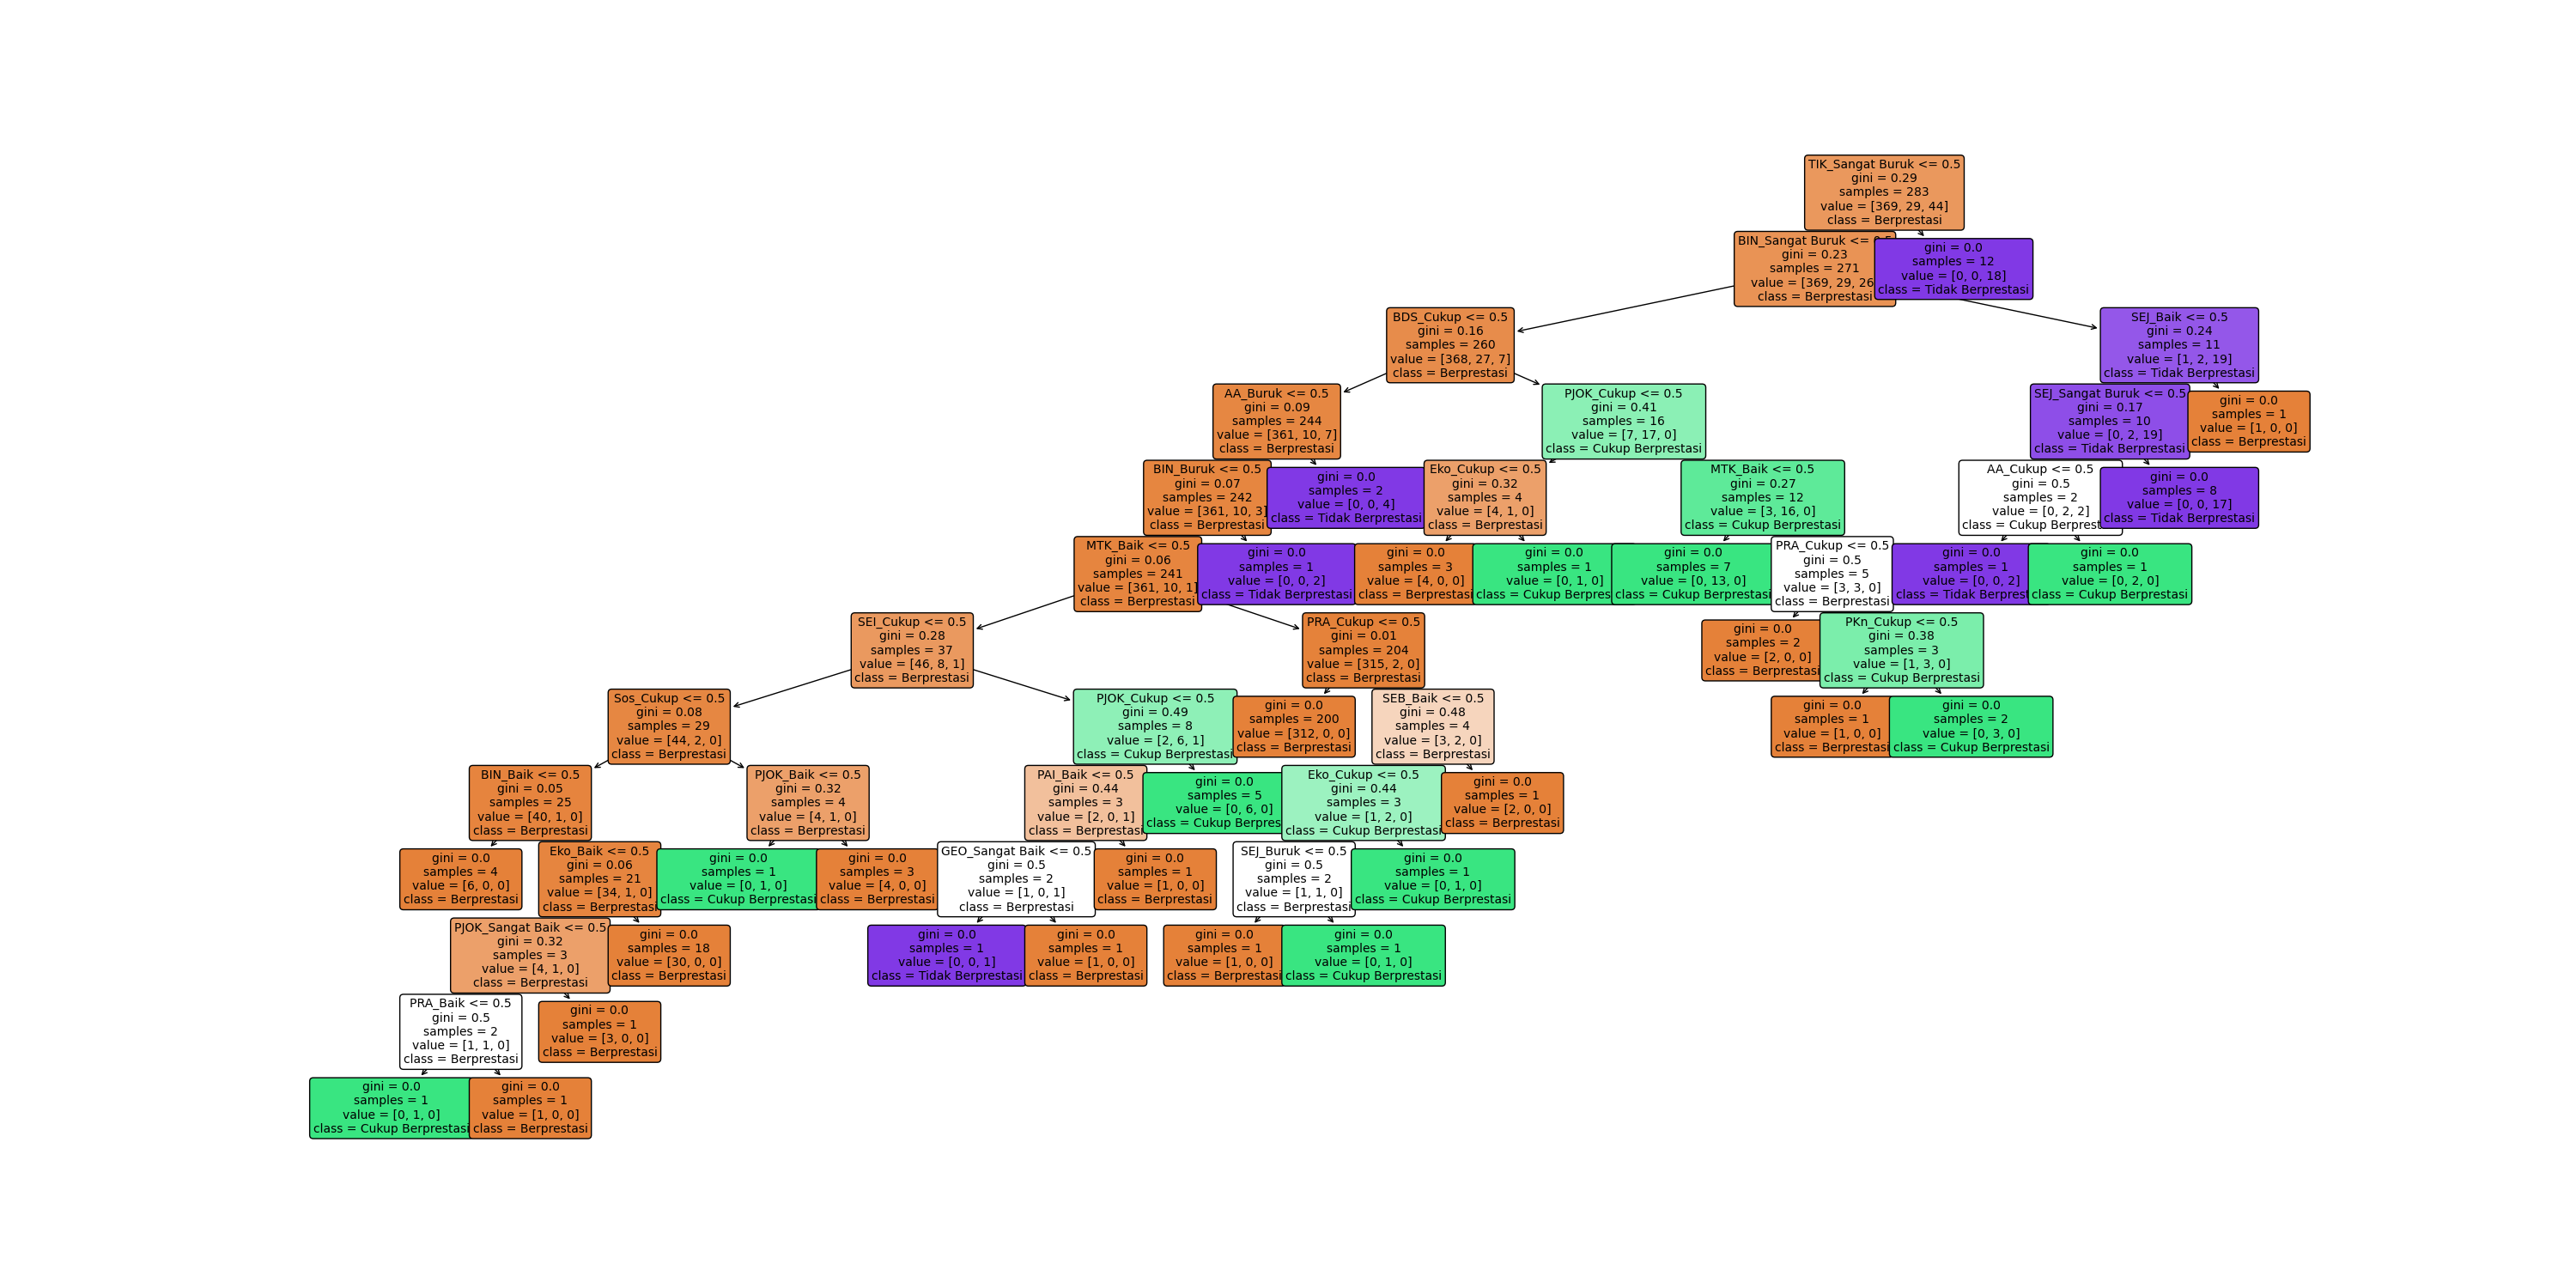 TIK_Sangat Buruk <= 0.5
gini = 0.29
samples = 283
value = [369, 29, 44]
class = Berprestasi
BIN_Sangat Buruk <=
gini = 0.23
samples = 271
value = [369, 29, 26
class = Berprestasi
gini = 0.0
samples = 12
value = [0, 0, 18]
class = Tidak Berprestasi
BDS_Cukup <= 0.5
gini = 0.16
samples = 260
value = [368, 27, 7]
class = Berprestasi
SEJ_Baik <= 0.5
gini = 0.24
samples = 11
value = [1, 2, 19]
class = Tidak Berprestasi
AA_Buruk <= 0.5
gini = 0.09
samples = 244
value = [361, 10, 7]
class = Berprestasi
PJOK_Cukup <= 0.5
gini = 0.41
samples = 16
value = [7, 17, 0]
class = Cukup Berprestasi
SEJ_Sangat Buruk <= 0.5
gini = 0.17
samples = 10
value = [0, 2, 19]
class = Tidak Berprestasi
gini = 0.0
samples = 1
value = [1, 0, 0]
class = Berprestasi
BIN_Buruk <= 0.5
gini = 0.07
samples = 242
value = [361, 10, 3]
class = Berprestasi
gini = 0.0
samples = 2
value = [0, 0, 4]
class = Tidak Berprestasi
Eko_Cukup <= 0.5
gini = 0.32
samples = 4
value = [4, 1, 0]
class = Berprestasi
MTK_Baik <= 0.5
gini = 0.27
samples = 12
value = [3, 16, 0]
class = Cukup Berprestasi
AA_Cukup <= 0.5
gini = 0.5
samples = 2
value = [0, 2, 2]
class = Cukup Berprest
gini = 0.0
samples = 8
value = [0, 0, 17]
class = Tidak Berprestasi
MTK_Baik <= 0.5
gini = 0.06
samples = 241
value = [361, 10, 1]
class = Berprestasi
gini = 0.0
samples = 1
value = [0, 0, 2]
class = Tidak Berprestasi
gini = 0.0
samples = 3
value = [4, 0, 0]
class = Berprestasi
gini = 0.0
samples = 1
value = [0, 1, 0]
class = Cukup Berpres
gini = 0.0
samples = 7
value = [0, 13, 0]
class = Cukup Berprestasi
PRA_Cukup <= 0.5
gini = 0.5
samples = 5
value = [3, 3, 0]
class = Berprestasi
gini = 0.0
samples = 1
value = [0, 0, 2]
class = Tidak Berprest
gini = 0.0
samples = 1
value = [0, 2, 0]
class = Cukup Berprestasi
SEI_Cukup <= 0.5
gini = 0.28
samples = 37
value = [46, 8, 1]
class = Berprestasi
PRA_Cukup <= 0.5
gini = 0.01
samples = 204
value = [315, 2, 0]
class = Berprestasi
gini = 0.0
samples = 2
value = [2, 0, 0]
class = Berprestasi
PKn_Cukup <= 0.5
gini = 0.38
samples = 3
value = [1, 3, 0]
class = Cukup Berprestasi
Sos_Cukup <= 0.5
gini = 0.08
samples = 29
value = [44, 2, 0]
class = Berprestasi
PJOK_Cukup <= 0.5
gini = 0.49
samples = 8
value = [2, 6, 1]
class = Cukup Berprestasi
gini = 0.0
samples = 200
value = [312, 0, 0]
class = Berprestasi
SEB_Baik <= 0.5
gini = 0.48
samples = 4
value = [3, 2, 0]
class = Berprestasi
gini = 0.0
samples = 1
value = [1, 0, 0]
class = Berprestasi
gini = 0.0
samples = 2
value = [0, 3, 0]
class = Cukup Berprestasi
BIN_Baik <= 0.5
gini = 0.05
samples = 25
value = [40, 1, 0]
class = Berprestasi
PJOK_Baik <= 0.5
gini = 0.32
samples = 4
value = [4, 1, 0]
class = Berprestasi
PAI_Baik <= 0.5
gini = 0.44
samples = 3
value = [2, 0, 1]
class = Berprestasi
gini = 0.0
samples = 5
value = [0, 6, 0]
class = Cukup Berpres
Eko_Cukup <= 0.5
gini = 0.44
samples = 3
value = [1, 2, 0]
class = Cukup Berprestasi
gini = 0.0
samples = 1
value = [2, 0, 0]
class = Berprestasi
gini = 0.0
samples = 4
value = [6, 0, 0]
class = Berprestasi
Eko_Baik <= 0.5
gini = 0.06
samples = 21
value = [34, 1, 0]
class = Berprestasi
gini = 0.0
samples = 1
value = [0, 1, 0]
class = Cukup Berprestasi
gini = 0.0
samples = 3
value = [4, 0, 0]
class = Berprestasi
GEO_Sangat Baik <= 0.5
gini = 0.5
samples = 2
value = [1, 0, 1]
class = Berprestasi
gini = 0.0
samples = 1
value = [1, 0, 0]
class = Berprestasi
SEJ_Buruk <= 0.5
gini = 0.5
samples = 2
value = [1, 1, 0]
class = Berprestasi
gini = 0.0
samples = 1
value = [0, 1, 0]
class = Cukup Berprestasi
PJOK_Sangat Baik <= 0.5
gini = 0.32
samples = 3
value = [4, 1, 0]
class = Berprestasi
gini = 0.0
samples = 18
value = [30, 0, 0]
class = Berprestasi
gini = 0.0
samples = 1
value = [0, 0, 1]
class = Tidak Berprestasi
gini = 0.0
samples = 1
value = [1, 0, 0]
class = Berprestasi
gini = 0.0
samples = 1
value = [1, 0, 0]
class = Berprestasi
gini = 0.0
samples = 1
value = [0, 1, 0]
class = Cukup Berprestasi
PRA_Baik <= 0.5
gini = 0.5
samples = 2
value = [1, 1, 0]
class = Berprestasi
gini = 0.0
samples = 1
value = [3, 0, 0]
class = Berprestasi
gini = 0.0
samples = 1
value = [0, 1, 0]
class = Cukup Berprestasi
gini = 0.0
samples = 1
value = [1, 0, 0]
class = Berprestasi